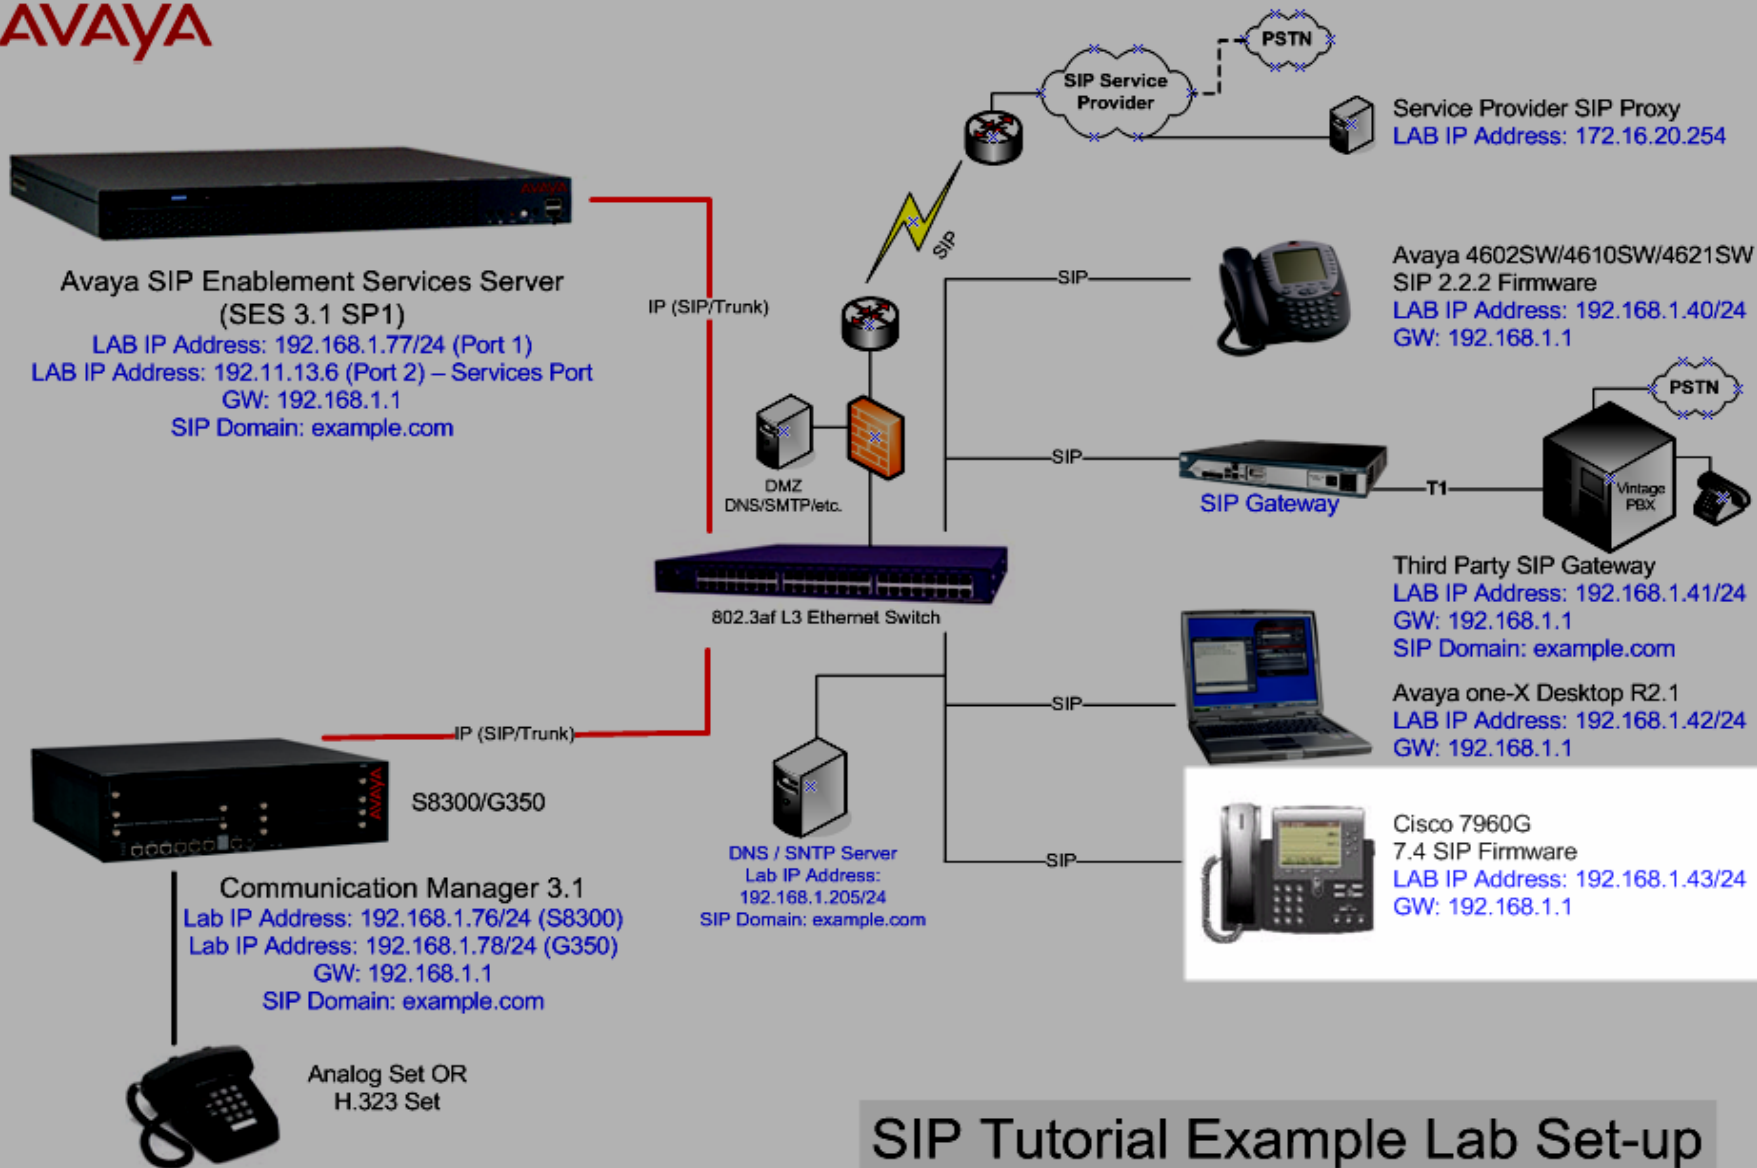 AVAYA
PSTN
SIP Service
Provider
Service Provider SIP Proxy
LAB IP Address: 172.16.20.254
SIP
AVAYA
Avaya SIP Enablement Services Server
(SES 3.1 SP1)
LAB IP Address: 192.168.1.77/24 (Port 1)
LAB IP Address: 192.11.13.6 (Port 2) – Services Port
GW: 192.168.1.1
SIP Domain: example.com
IP (SIP/Trunk)
SIP
Avaya 4602SW/4610SW/4621SW
SIP 2.2.2 Firmware
LAB IP Address: 192.168.1.40/24
GW: 192.168.1.1
PSTN
DMZ
DNS/SMTP/etc.
SIP
SIP Gateway
T1
Vintage
PBX
Third Party SIP Gateway
LAB IP Address: 192.168.1.41/24
GW: 192.168.1.1
SIP Domain: example.com
802.3af L3 Ethernet Switch
SIP
Avaya one-X Desktop R2.1
LAB IP Address: 192.168.1.42/24
GW: 192.168.1.1
IP (SIP/Trunk)
AVAYA
S8300/G350
Communication Manager 3.1
Lab IP Address: 192.168.1.76/24 (S8300)
Lab IP Address: 192.168.1.78/24 (G350)
GW: 192.168.1.1
SIP Domain: example.com
DNS / SNTP Server
Lab IP Address:
192.168.1.205/24
SIP Domain: example.com
SIP
Cisco 7960G
7.4 SIP Firmware
LAB IP Address: 192.168.1.43/24
GW: 192.168.1.1
Analog Set OR
H.323 Set
SIP Tutorial Example Lab Set-up